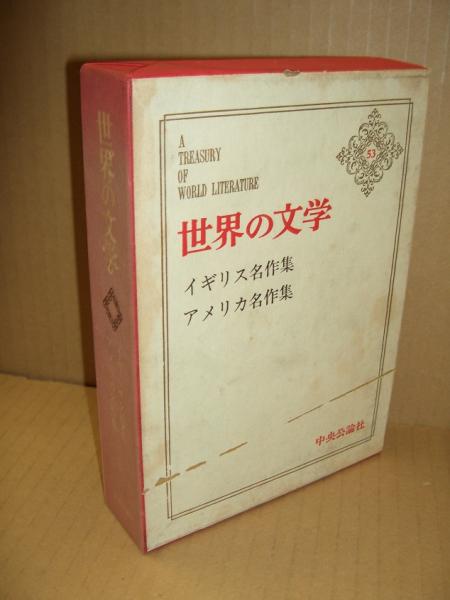 A
TREASURY
OF
WORLD LITERATURE
53
世界の文学
イギリス名作集
アメリカ名作集
中央公論社
世界の文学